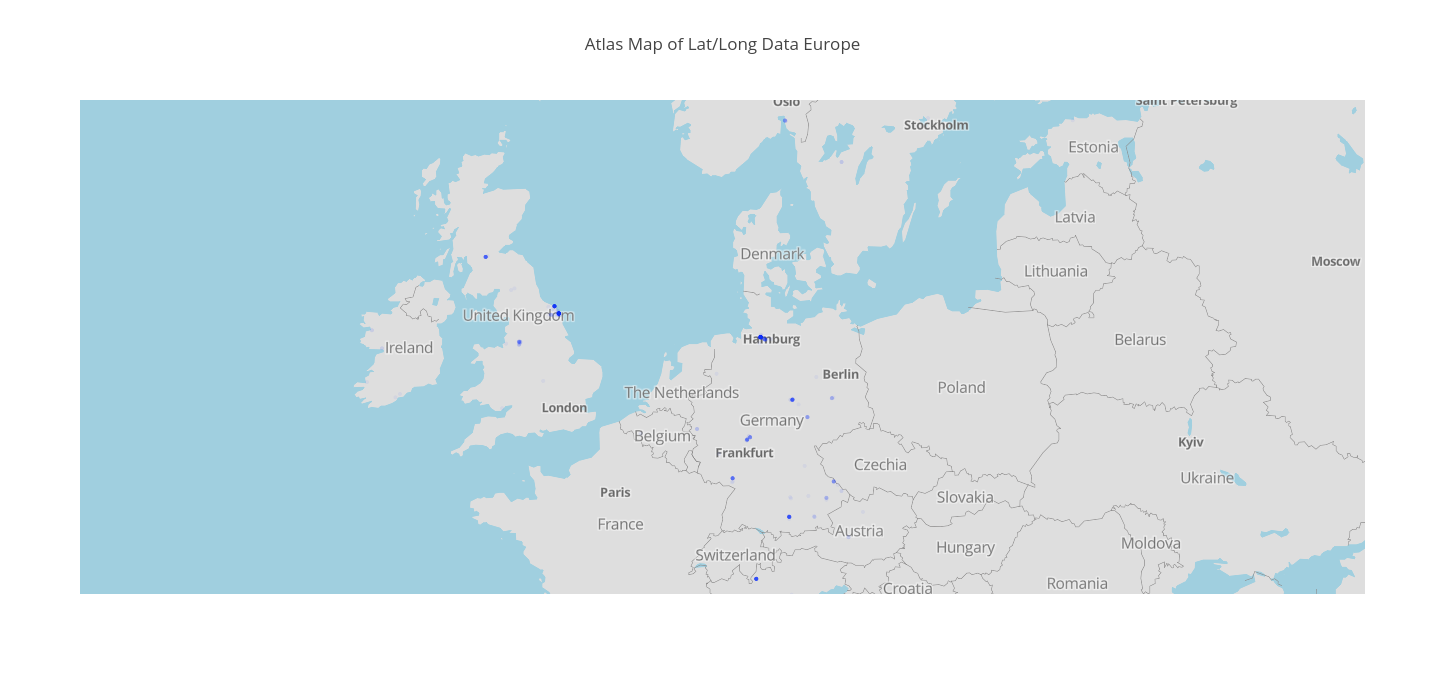 Atlas Map of Lat/Long Data Europe
Oslo
Saint Petersburg
Stockholm
Estonia
Latvia
Denmark
Moscow
Lithuania
United Kingdom
Hamburg
Belarus
Ireland
Berlin
The Netherlands
Poland
London
Germany
Belgium
Kyiv
Frankfurt
Czechia
Ukraine
Paris
Slovakia
France
Austria
Moldova
Switzerland
Hungary
Romania
Croatia